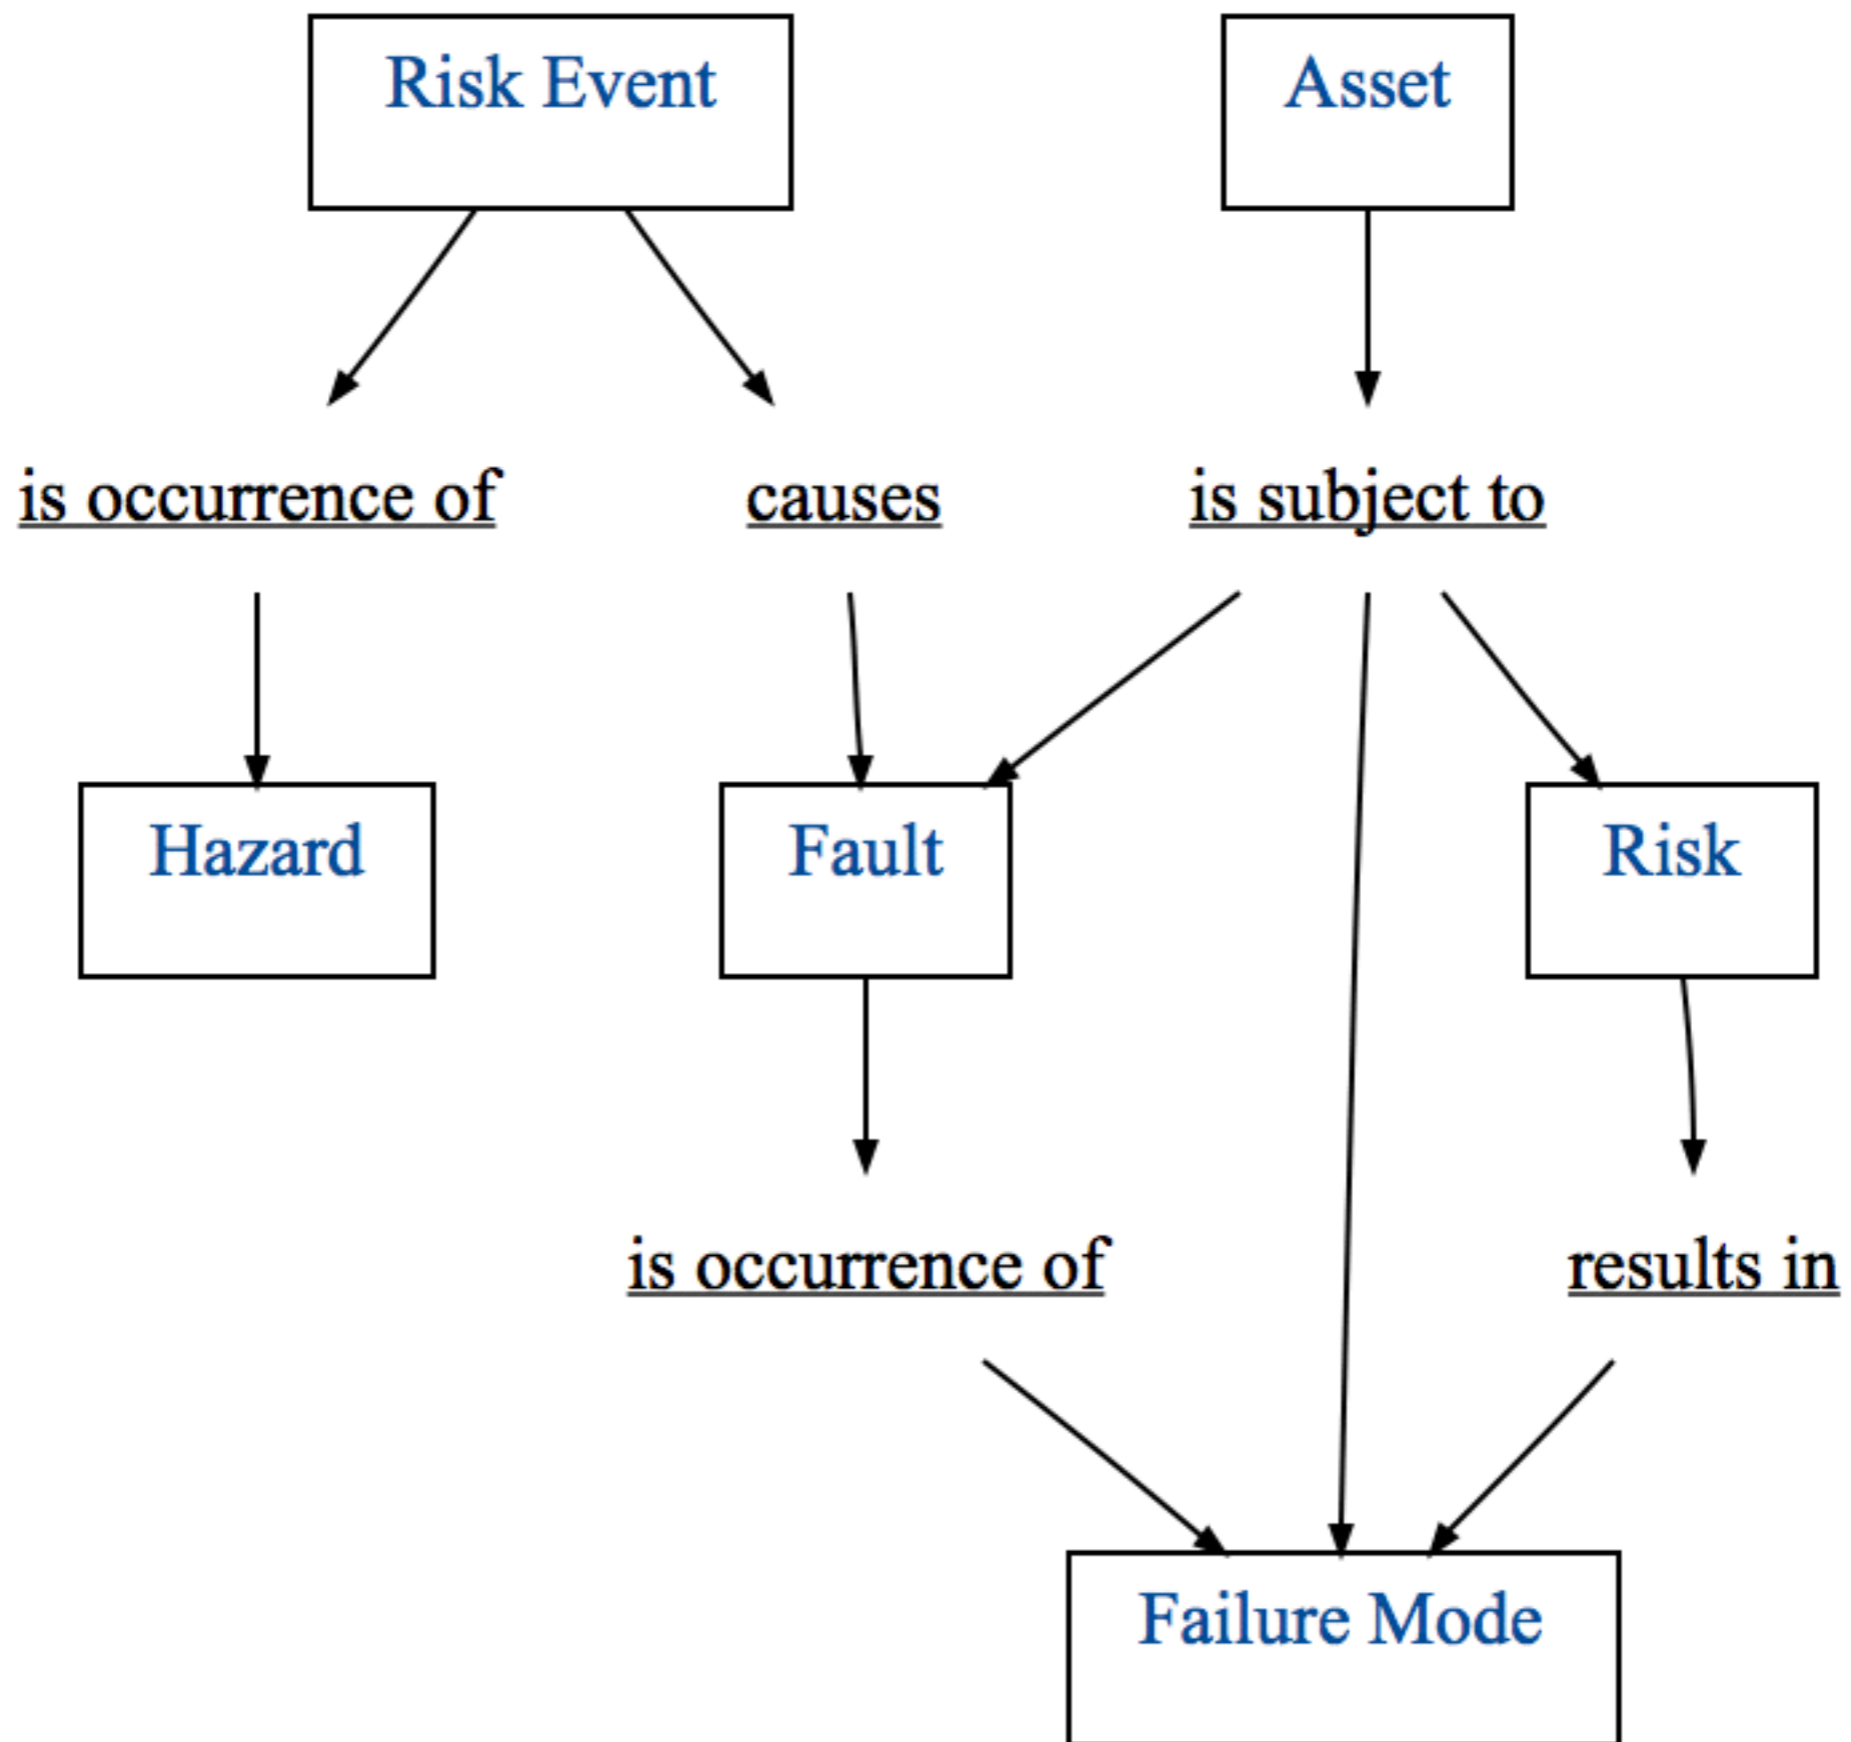 Risk Event
Asset
is occurrence of
causes
is subject to
Hazard
Fault
Risk
is occurrence of
results in
Failure Mode